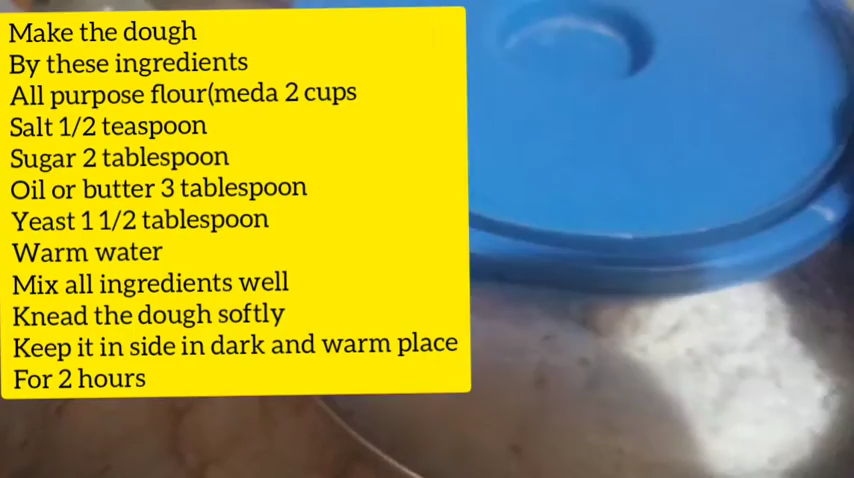 Make the dough
By these ingredients
All purpose flour(meda 2 cups
Salt 1/2 teaspoon
Sugar 2 tablespoon
Oil or butter 3 tablespoon
Yeast 1 1/2 tablespoon
Warm water
Mix all ingredients well
Knead the dough softly
Keep it in side in dark and warm place
For 2 hours